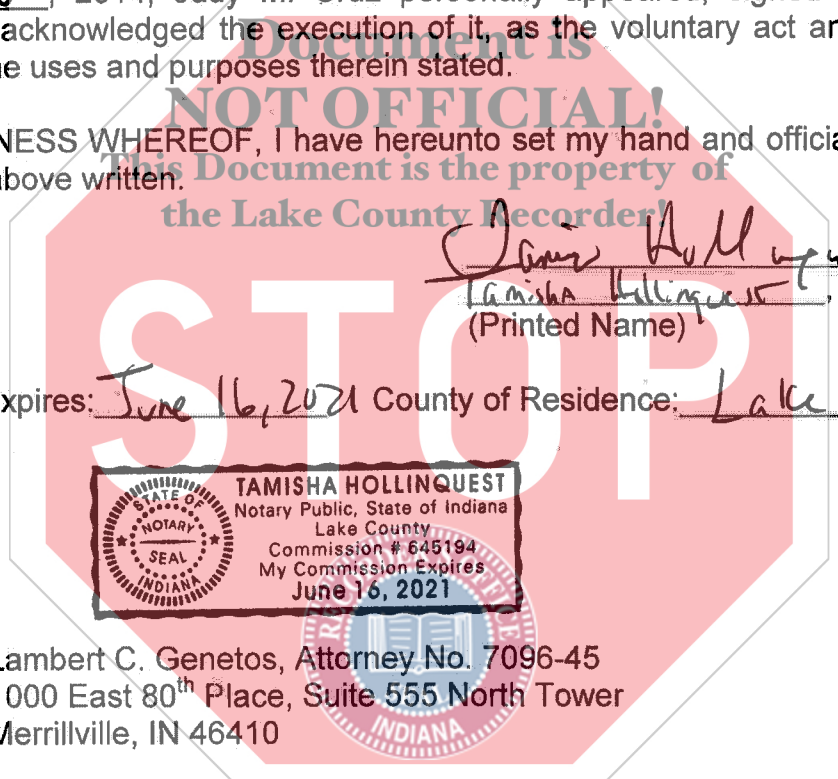 acknowledged the execution of it, as the voluntary act an
e uses and purposes therein stated.
NESS WHEREOF, I have hereunto set my hand and officia
above written.
Document is
NOT OFFICIAL!
This Document is the property of
the Lake County Recorder!
STOP
Tamisha Hollinquest
(Printed Name)
xpires: June 16, 2021 County of Residence: Lake
TAMISHA HOLLINQUEST
Notary Public, State of Indiana
Lake County
Commission # 645194
My Commission Expires
June 16, 2021
STATE OF INDIANA
NOTARY
SEAL
RECORDER'S OFFICE
INDIANA
Lambert C. Genetos, Attorney No. 7096-45
000 East 80th Place, Suite 555 North Tower
Merrillville, IN 46410